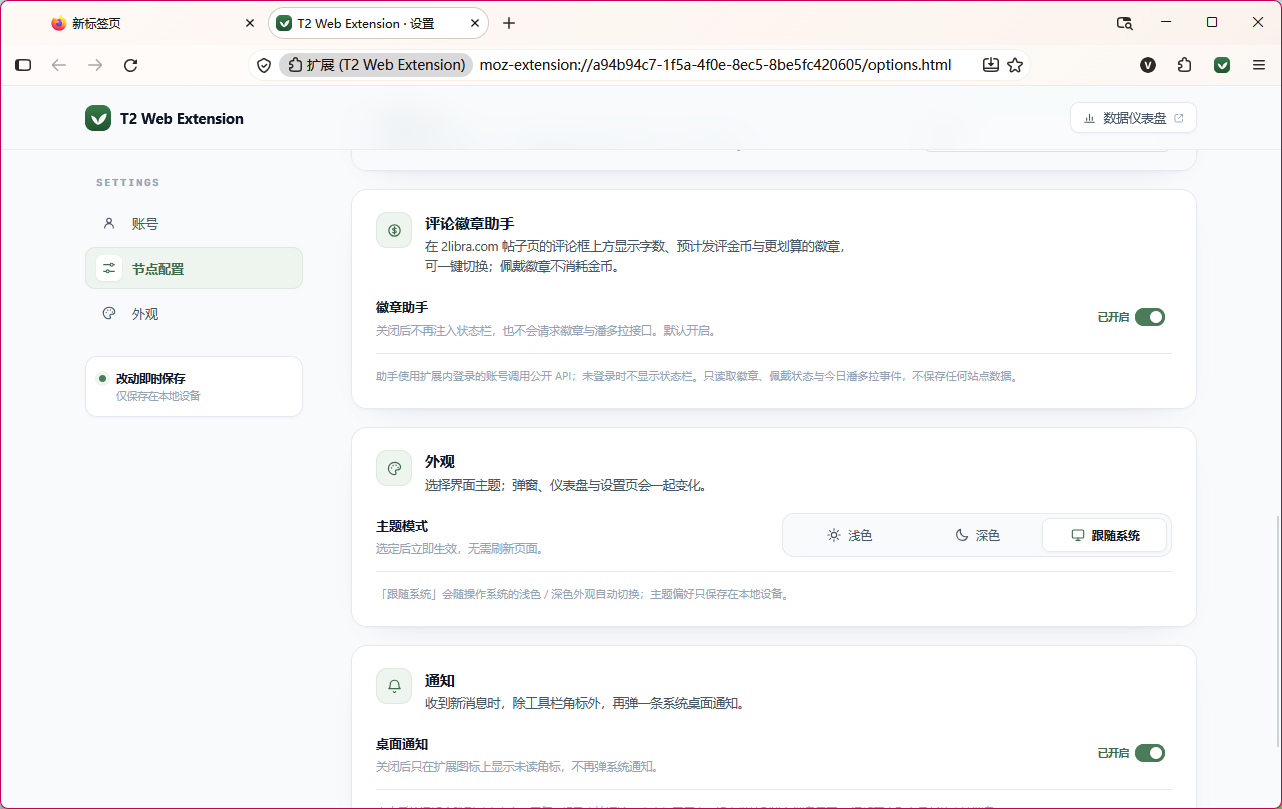 新标签页
T2 Web Extension · 设置
扩展 (T2 Web Extension)
moz-extension://a94b94c7-1f5a-4f0e-8ec5-8be5fc420605/options.html
V
T2 Web Extension
数据仪表盘
SETTINGS
账号
节点配置
外观
改动即时保存
仅保存在本地设备
评论徽章助手
在 2libra.com 帖子页的评论框上方显示字数、预计发评金币与更划算的徽章，
可一键切换；佩戴徽章不消耗金币。
徽章助手
关闭后不再注入状态栏，也不会请求徽章与潘多拉接口。默认开启。
已开启
助手使用扩展内登录的账号调用公开 API；未登录时不显示状态栏。只读取徽章、佩戴状态与今日潘多拉事件，不保存任何站点数据。
外观
选择界面主题；弹窗、仪表盘与设置页会一起变化。
主题模式
选定后立即生效，无需刷新页面。
浅色
深色
跟随系统
「跟随系统」会随操作系统的浅色 / 深色外观自动切换；主题偏好只保存在本地设备。
通知
收到新消息时，除工具栏角标外，再弹一条系统桌面通知。
桌面通知
关闭后只在扩展图标上显示未读角标，不再弹系统通知。
已开启